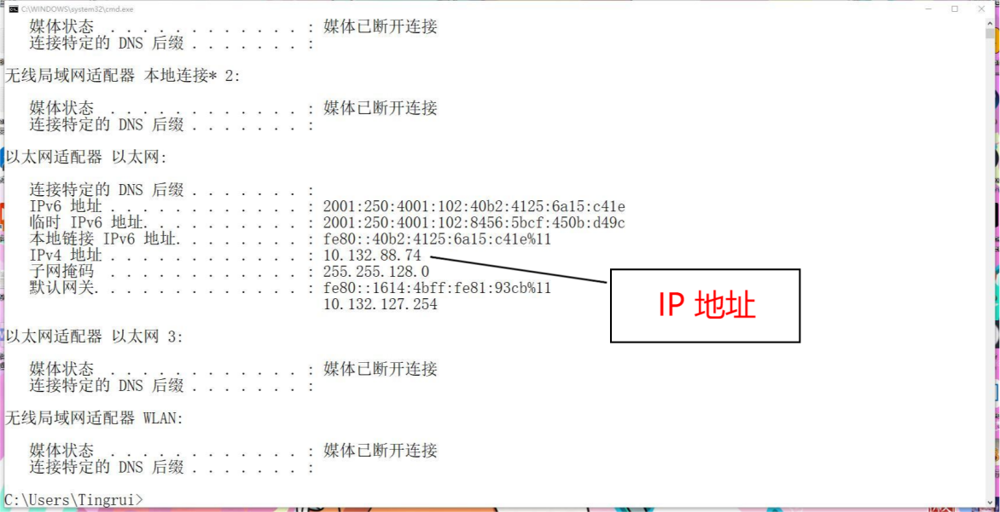 C:\WINDOWS\system32\cmd.exe
媒体状态 . . . . . . . . . . . . : 媒体已断开连接
连接特定的 DNS 后缀 . . . . . . . :
无线局域网适配器 本地连接* 2:
媒体状态 . . . . . . . . . . . . : 媒体已断开连接
连接特定的 DNS 后缀 . . . . . . . :
以太网适配器 以太网:
连接特定的 DNS 后缀 . . . . . . . :
IPv6 地址 . . . . . . . . . . . . : 2001:250:4001:102:40b2:4125:6a15:c41e
临时 IPv6 地址. . . . . . . . . . : 2001:250:4001:102:8456:5bcf:450b:d49c
本地链接 IPv6 地址. . . . . . . . : fe80::40b2:4125:6a15:c41e%11
IPv4 地址 . . . . . . . . . . . . : 10.132.88.74
子网掩码 . . . . . . . . . . . . : 255.255.128.0
默认网关. . . . . . . . . . . . . : fe80::1614:4bff:fe81:93cb%11
10.132.127.254
IP 地址
以太网适配器 以太网 3:
媒体状态 . . . . . . . . . . . . : 媒体已断开连接
连接特定的 DNS 后缀 . . . . . . . :
无线局域网适配器 WLAN:
媒体状态 . . . . . . . . . . . . : 媒体已断开连接
连接特定的 DNS 后缀 . . . . . . . :
C:\Users\Tingrui>